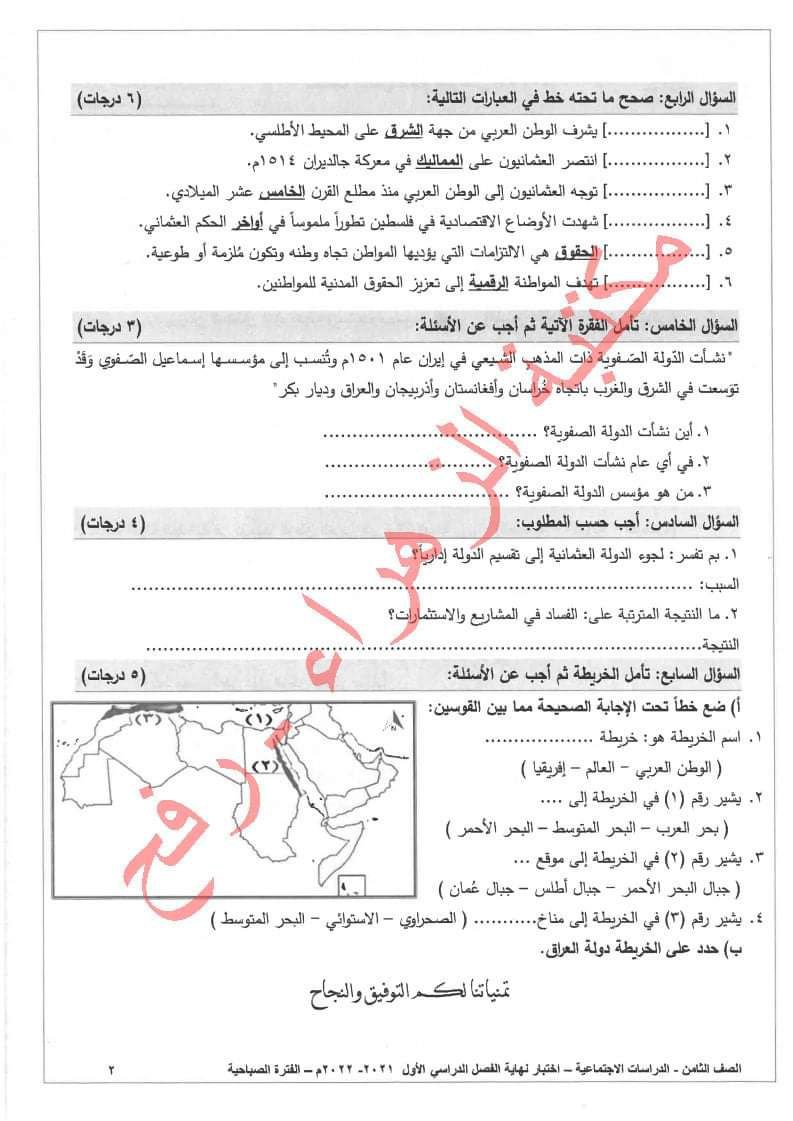 السؤال الرابع: صحح ما تحته خط في العبارات التالية: (٦ درجات)
١. [.................] يشرف الوطن العربي من جهة الشرق على المحيط الأطلسي.
٢. [.................] انتصر العثمانيون على المماليك في معركة جالديران ١٥١٤م.
٣. [.................] توجه العثمانيون إلى الوطن العربي منذ مطلع القرن الخامس عشر الميلادي.
٤. [.................] شهدت الأوضاع الاقتصادية في فلسطين تطوراً ملموساً في أواخر الحكم العثماني.
٥. [.................] الحقوق هي الالتزامات التي يؤديها المواطن تجاه وطنه وتكون مُلزمة أو طوعية.
٦. [.................] تهدف المواطنة الرقمية إلى تعزيز الحقوق المدنية للمواطنين.
السؤال الخامس: تأمل الفقرة الآتية ثم أجب عن الأسئلة: (٣ درجات)
"نشأت الدّولة الصّفوية ذات المذهب الشّيعي في إيران عام ١٥٠١م وتُنسب إلى مؤسسها إسماعيل الصّفوي وَقَدْ
توَسعت في الشرق والغرب باتجاه خُراسان وأفغانستان وأذربيجان والعراق وديار بكر"
١. أين نشأت الدولة الصفوية؟ ....................................
٢. في أي عام نشأت الدولة الصفوية؟ ............................
٣. من هو مؤسس الدولة الصفوية؟ ...............................
السؤال السادس: أجب حسب المطلوب: (٤ درجات)
١. بم تفسر: لجوء الدولة العثمانية إلى تقسيم الدولة إدارياً؟
السبب: ....................................................................................
٢. ما النتيجة المترتبة على: الفساد في المشاريع والاستثمارات؟
النتيجة....................................................................................
السؤال السابع: تأمل الخريطة ثم أجب عن الأسئلة: (٥ درجات)
أ) ضع خطاً تحت الإجابة الصحيحة مما بين القوسين:
١. اسم الخريطة هو: خريطة ..................
( الوطن العربي – العالم – إفريقيا )
٢. يشير رقم (١) في الخريطة إلى ....
( بحر العرب – البحر المتوسط – البحر الأحمر )
٣. يشير رقم (٢) في الخريطة إلى موقع ...
( جبال البحر الأحمر – جبال أطلس – جبال عُمان )
٤. يشير رقم (٣) في الخريطة إلى مناخ........... ( الصحراوي – الاستوائي – البحر المتوسط )
ب) حدد على الخريطة دولة العراق.
(١)
(٢)
(٣)
تمنياتنا لكم التوفيق والنجاح
الصف الثامن - الدراسات الاجتماعية – اختبار نهاية الفصل الدراسي الأول ٢٠٢١- ٢٠٢٢م – الفترة الصباحية ٢
مكتبة الزهراء - رفح